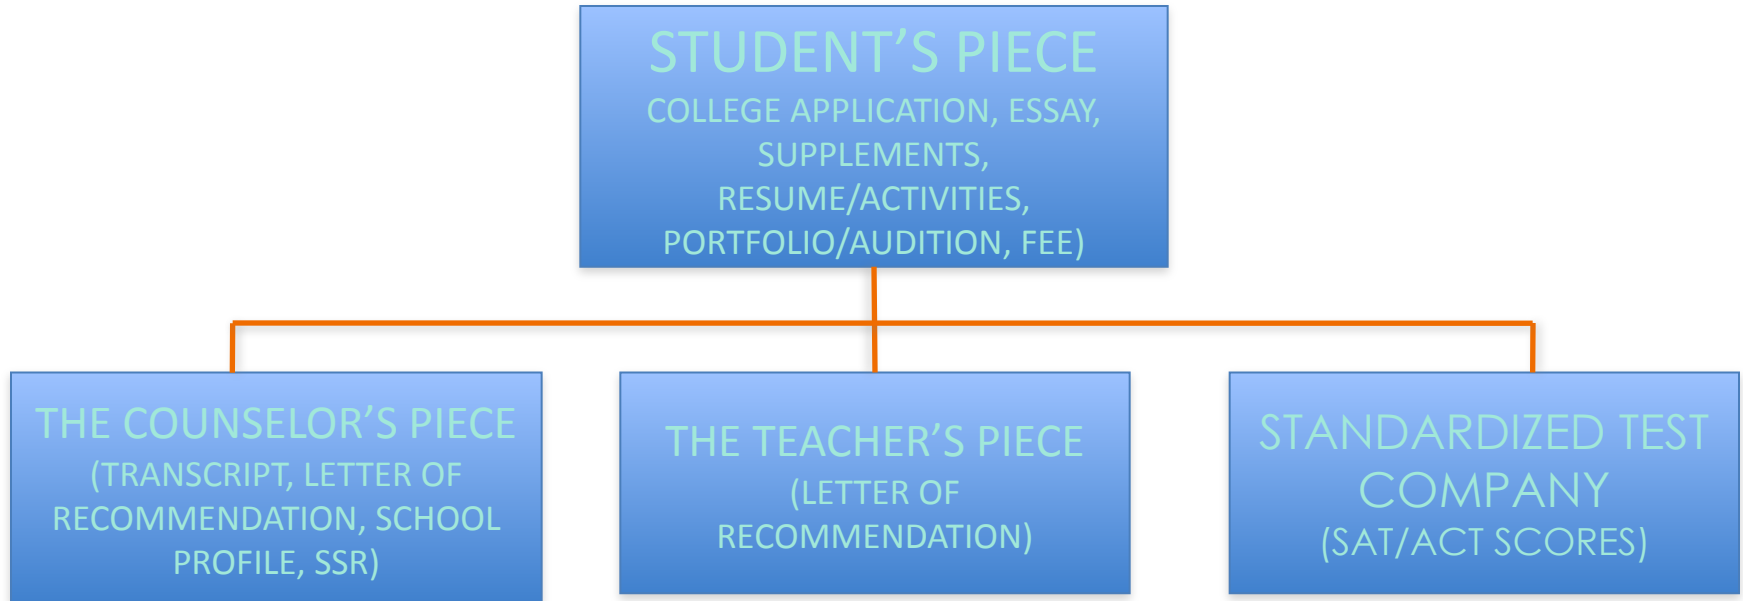 STUDENT’S PIECE
COLLEGE APPLICATION, ESSAY,
SUPPLEMENTS,
RESUME/ACTIVITIES,
PORTFOLIO/AUDITION, FEE)
THE COUNSELOR’S PIECE
(TRANSCRIPT, LETTER OF
RECOMMENDATION, SCHOOL
PROFILE, SSR)
THE TEACHER’S PIECE
(LETTER OF
RECOMMENDATION)
STANDARDIZED TEST
COMPANY
(SAT/ACT SCORES)